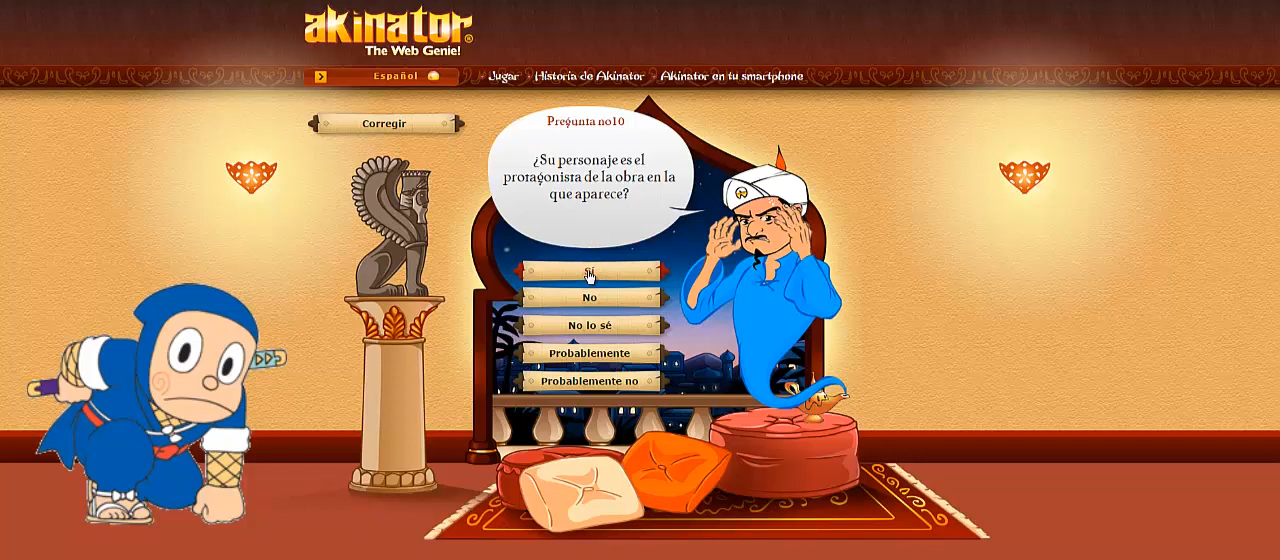 akinator®
The Web Genie!
Español
Jugar
Historia de Akinator
Akinator en tu smartphone
Corregir
Pregunta no10
¿Su personaje es el
protagonista de la obra en la
que aparece?
Sí
No
No lo sé
Probablemente
Probablemente no